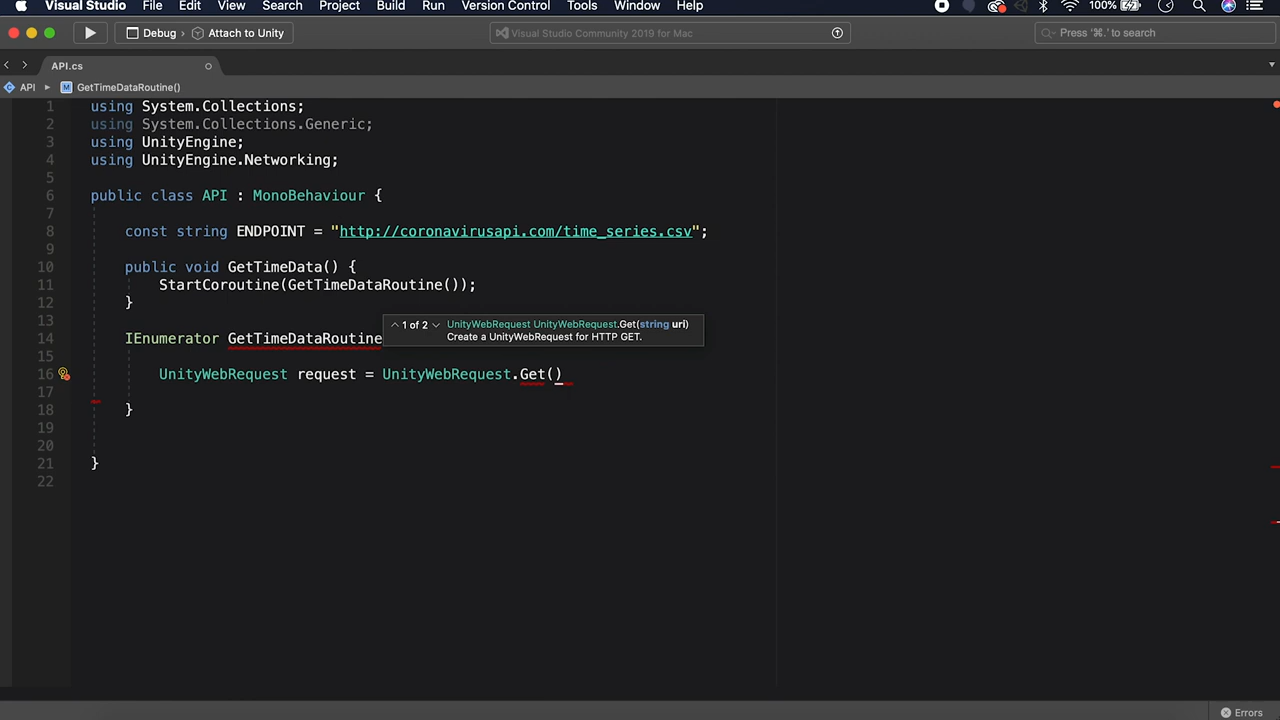 Visual Studio File Edit View Search Project Build Run Version Control Tools Window Help 100%
Debug Attach to Unity Visual Studio Community 2019 for Mac Press '⌘.' to search
API.cs
API GetTimeDataRoutine()
1 using System.Collections;
2 using System.Collections.Generic;
3 using UnityEngine;
4 using UnityEngine.Networking;
5
6 public class API : MonoBehaviour {
7
8 const string ENDPOINT = "http://coronavirusapi.com/time_series.csv";
9
10 public void GetTimeData() {
11 StartCoroutine(GetTimeDataRoutine());
12 }
13
1 of 2 UnityWebRequest UnityWebRequest.Get(string uri)
Create a UnityWebRequest for HTTP GET.
14 IEnumerator GetTimeDataRoutine
15
16 UnityWebRequest request = UnityWebRequest.Get()
17
18 }
19
20
21 }
22
Errors